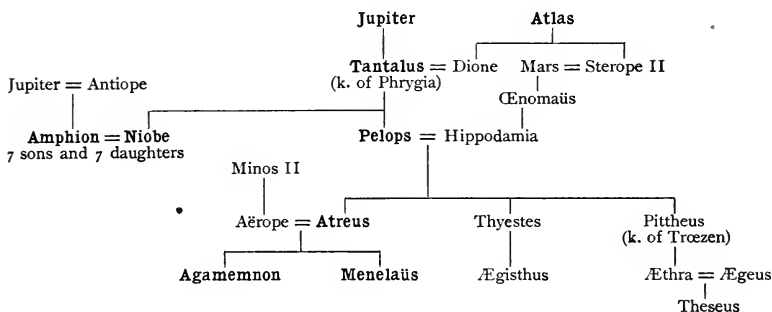 Jupiter Atlas
Tantalus = Dione Mars = Sterope II
(k. of Phrygia)
Jupiter = Antiope
Œnomaüs
Amphion = Niobe Pelops = Hippodamia
7 sons and 7 daughters
Minos II
Aërope = Atreus Thyestes Pittheus
(k. of Trœzen)
Agamemnon Menelaüs Ægisthus Æthra = Ægeus
Theseus